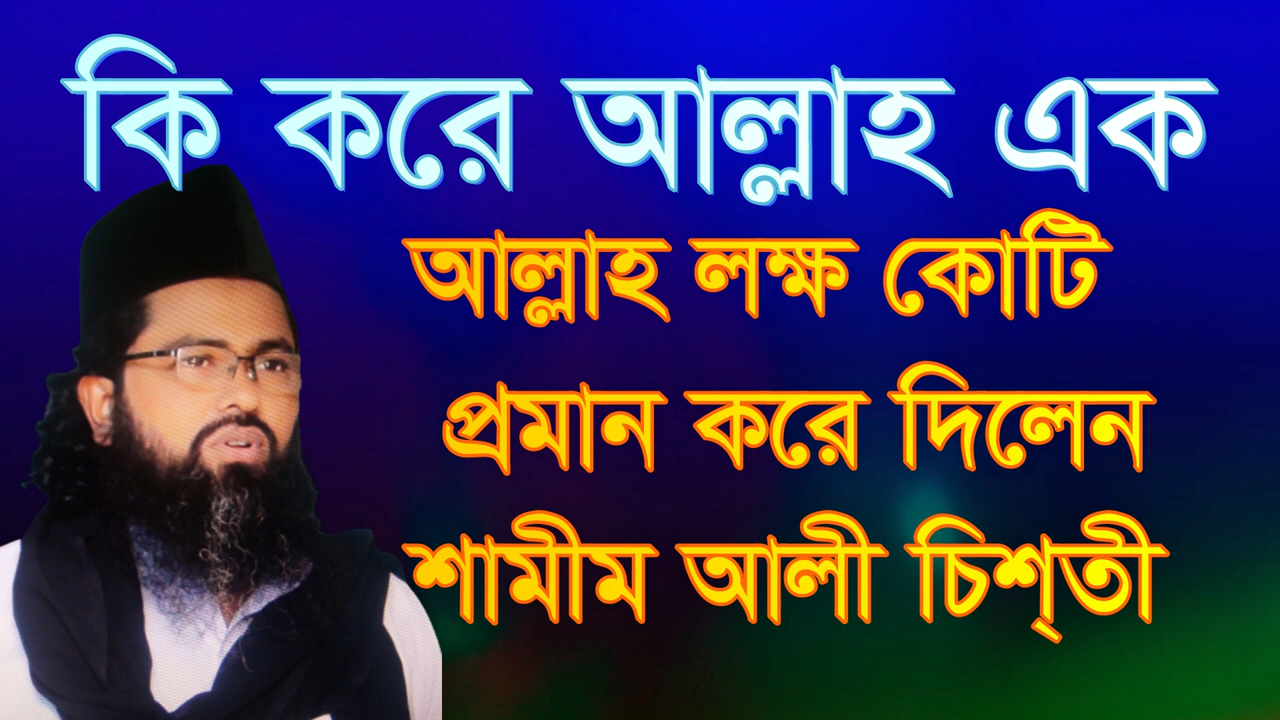 কি করে আল্লাহ এক
আল্লাহ লক্ষ কোটি
প্রমান করে দিলেন
শামীম আলী চিশ্তী